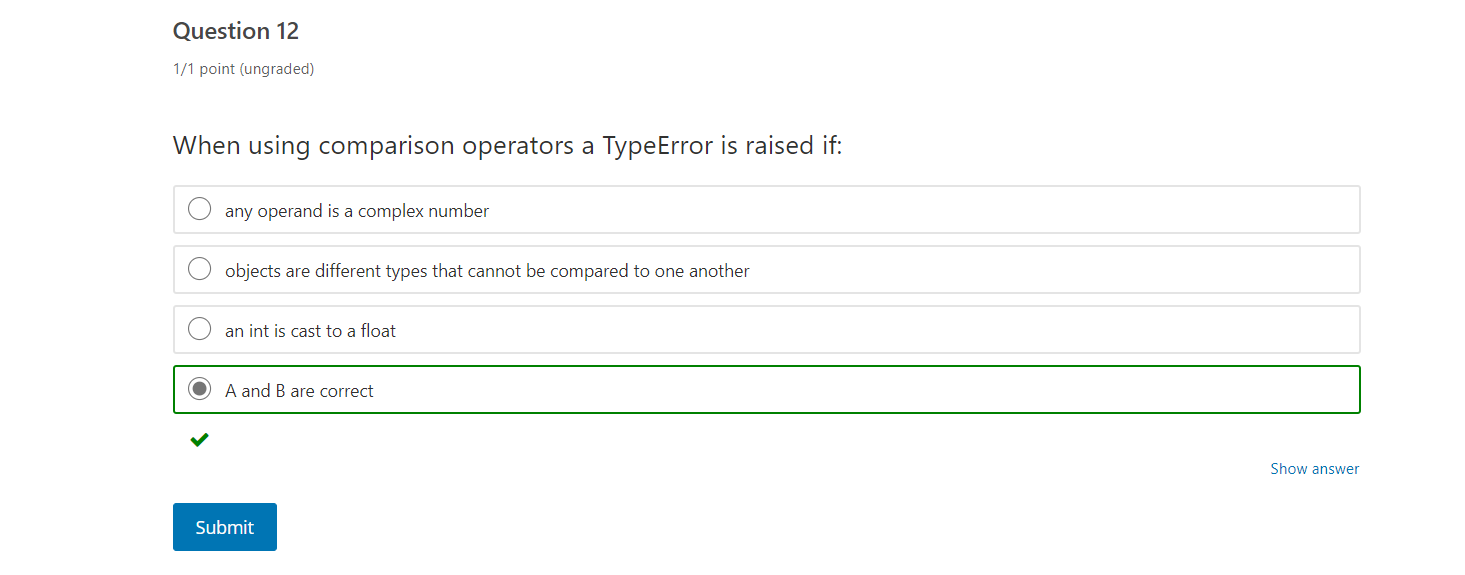 Question 12
1/1 point (ungraded)
When using comparison operators a TypeError is raised if:
any operand is a complex number
objects are different types that cannot be compared to one another
an int is cast to a float
A and B are correct
Show answer
Submit